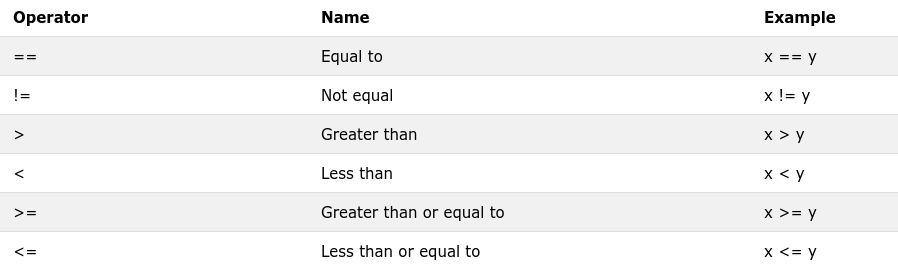 Operator Name Example
== Equal to x == y
!= Not equal x != y
> Greater than x > y
< Less than x < y
>= Greater than or equal to x >= y
<= Less than or equal to x <= y